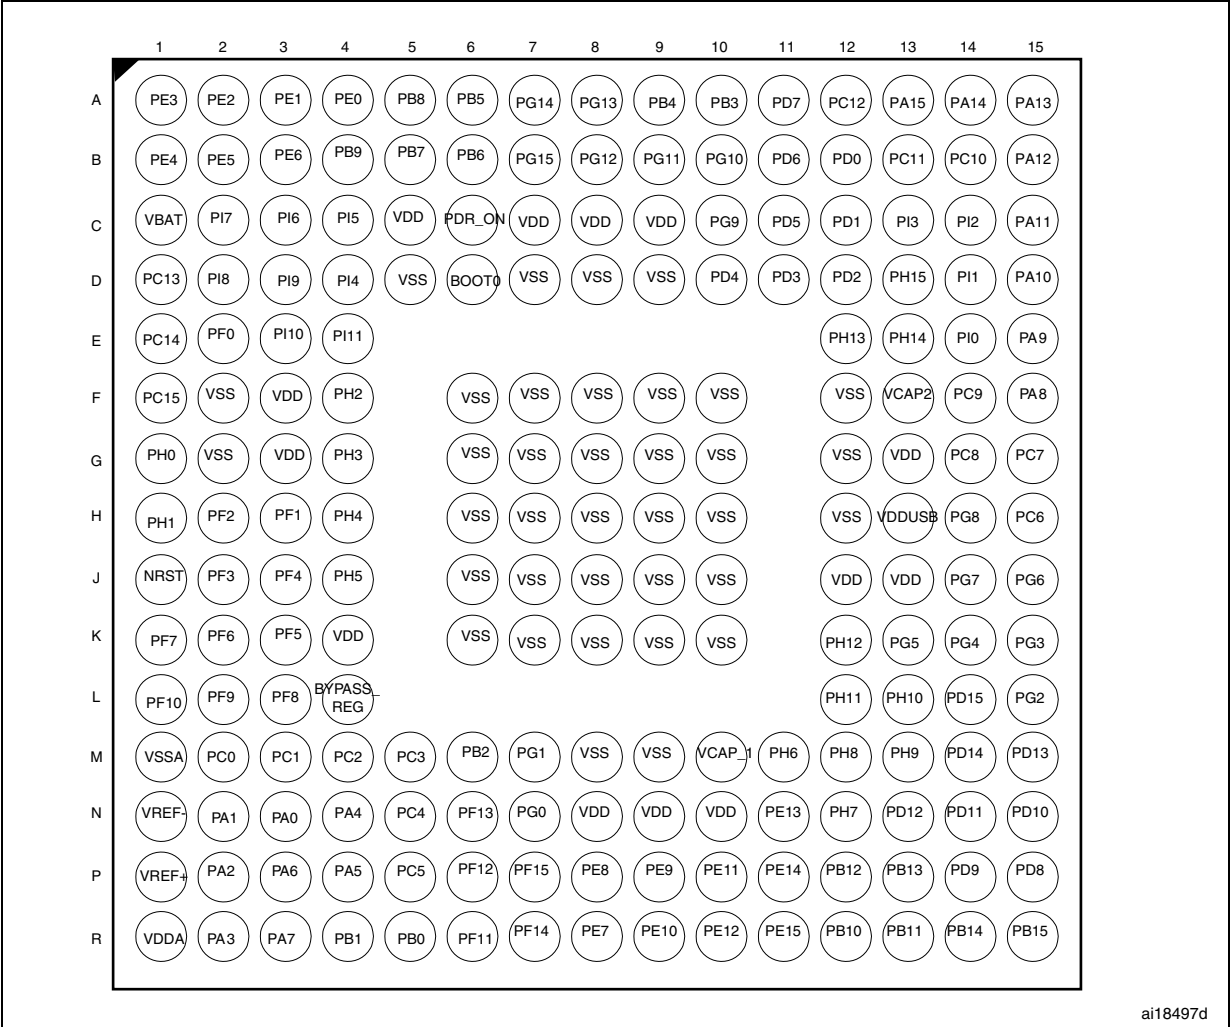 1 2 3 4 5 6 7 8 9 10 11 12 13 14 15
A PE3 PE2 PE1 PE0 PB8 PB5 PG14 PG13 PB4 PB3 PD7 PC12 PA15 PA14 PA13
B PE4 PE5 PE6 PB9 PB7 PB6 PG15 PG12 PG11 PG10 PD6 PD0 PC11 PC10 PA12
C VBAT PI7 PI6 PI5 VDD PDR_ON VDD VDD VDD PG9 PD5 PD1 PI3 PI2 PA11
D PC13 PI8 PI9 PI4 VSS BOOT0 VSS VSS VSS PD4 PD3 PD2 PH15 PI1 PA10
E PC14 PF0 PI10 PI11 PH13 PH14 PI0 PA9
F PC15 VSS VDD PH2 VSS VSS VSS VSS VSS VSS VCAP2 PC9 PA8
G PH0 VSS VDD PH3 VSS VSS VSS VSS VSS VSS VDD PC8 PC7
H PH1 PF2 PF1 PH4 VSS VSS VSS VSS VSS VSS VDDUSB PG8 PC6
J NRST PF3 PF4 PH5 VSS VSS VSS VSS VSS VDD VDD PG7 PG6
K PF7 PF6 PF5 VDD VSS VSS VSS VSS VSS PH12 PG5 PG4 PG3
L PF10 PF9 PF8 BYPASS_ REG PH11 PH10 PD15 PG2
M VSSA PC0 PC1 PC2 PC3 PB2 PG1 VSS VSS VCAP_1 PH6 PH8 PH9 PD14 PD13
N VREF- PA1 PA0 PA4 PC4 PF13 PG0 VDD VDD VDD PE13 PH7 PD12 PD11 PD10
P VREF+ PA2 PA6 PA5 PC5 PF12 PF15 PE8 PE9 PE11 PE14 PB12 PB13 PD9 PD8
R VDDA PA3 PA7 PB1 PB0 PF11 PF14 PE7 PE10 PE12 PE15 PB10 PB11 PB14 PB15
ai18497d